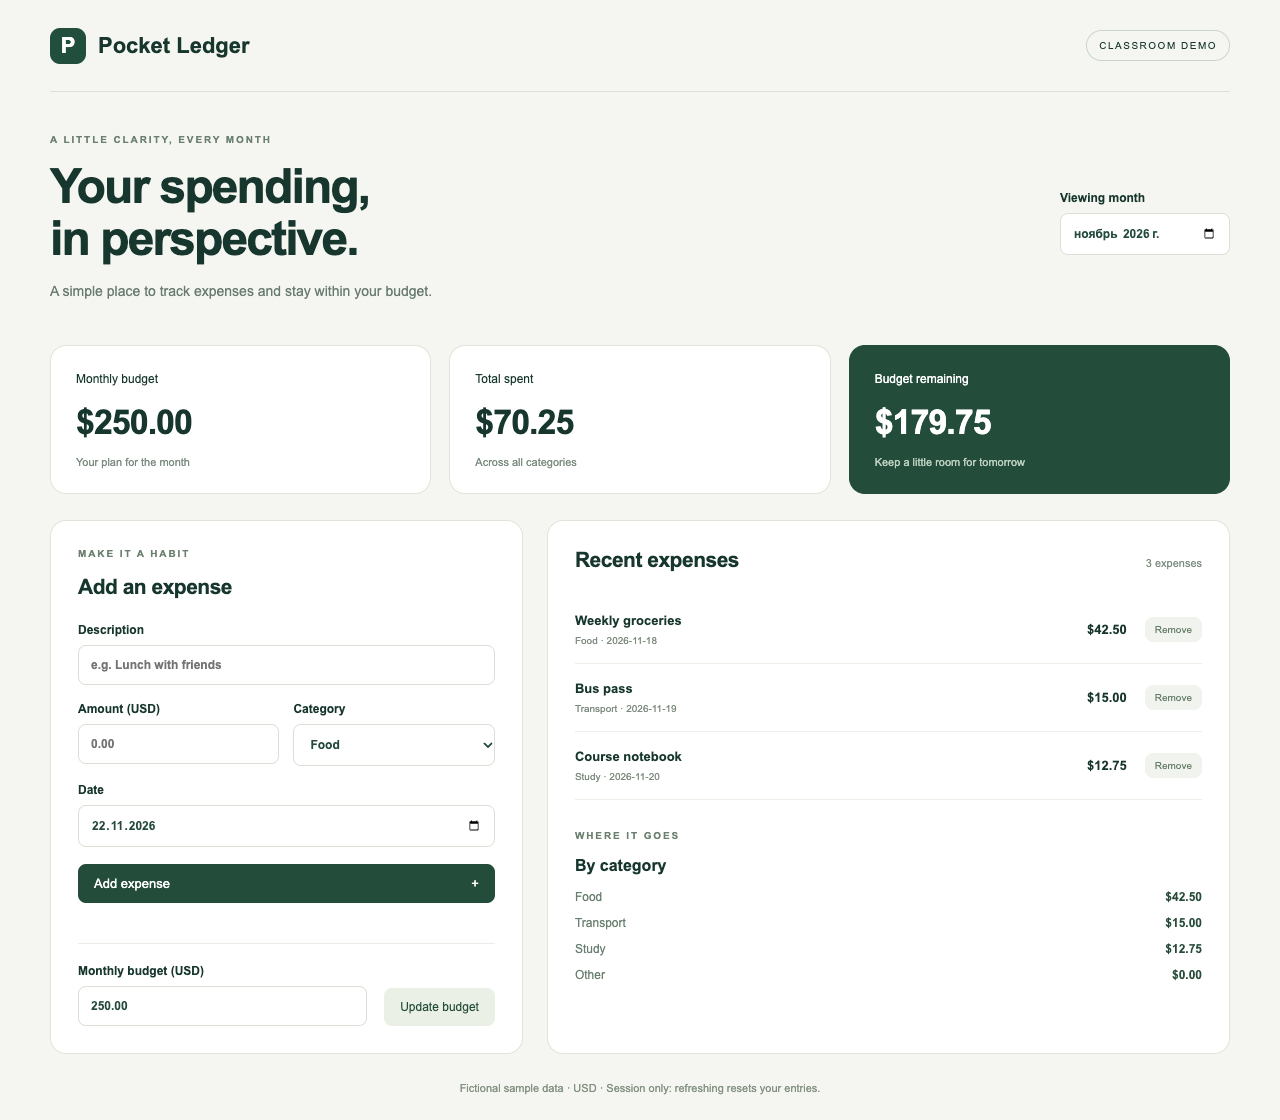 P Pocket Ledger
CLASSROOM DEMO
A LITTLE CLARITY, EVERY MONTH
Your spending,
in perspective.
A simple place to track expenses and stay within your budget.
Viewing month
ноябрь 2026 г.
Monthly budget
$250.00
Your plan for the month
Total spent
$70.25
Across all categories
Budget remaining
$179.75
Keep a little room for tomorrow
MAKE IT A HABIT
Add an expense
Description
e.g. Lunch with friends
Amount (USD)
0.00
Category
Food
Date
22.11.2026
Add expense +
Monthly budget (USD)
250.00
Update budget
Recent expenses
3 expenses
Weekly groceries
Food · 2026-11-18
$42.50
Remove
Bus pass
Transport · 2026-11-19
$15.00
Remove
Course notebook
Study · 2026-11-20
$12.75
Remove
WHERE IT GOES
By category
Food $42.50
Transport $15.00
Study $12.75
Other $0.00
Fictional sample data · USD · Session only: refreshing resets your entries.